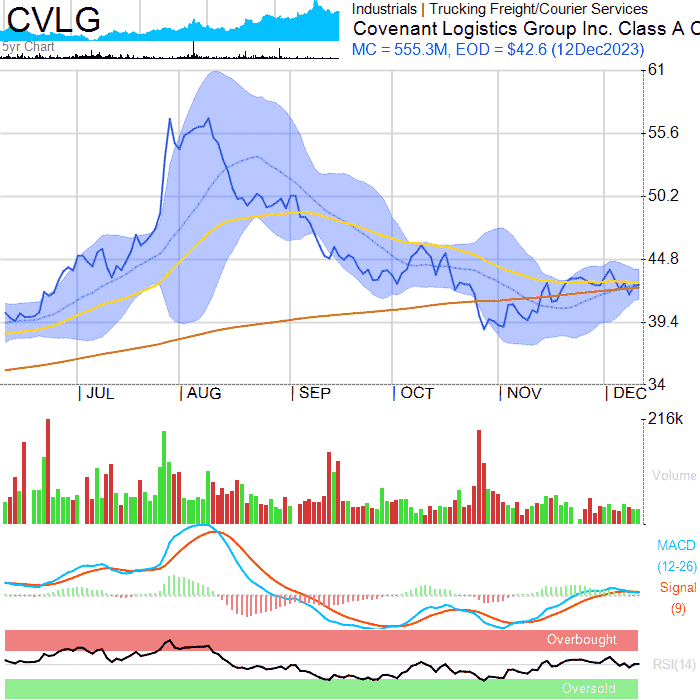 CVLG
5yr Chart
Industrials | Trucking Freight/Courier Services
Covenant Logistics Group Inc. Class A C
MC = 555.3M, EOD = $42.6 (12Dec2023)
61
55.6
50.2
44.8
39.4
34
| JUL | AUG | SEP | OCT | NOV | DEC
216k
Volume
MACD
(12-26)
Signal
(9)
Overbought
RSI(14)
Oversold